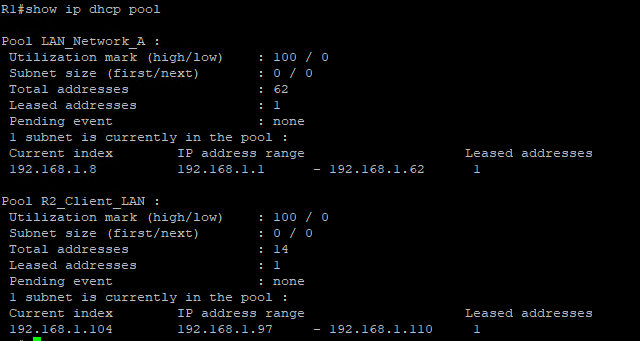 R1#show ip dhcp pool
Pool LAN_Network_A :
Utilization mark (high/low) : 100 / 0
Subnet size (first/next) : 0 / 0
Total addresses : 62
Leased addresses : 1
Pending event : none
1 subnet is currently in the pool :
Current index IP address range Leased addresses
192.168.1.8 192.168.1.1 - 192.168.1.62 1
Pool R2_Client_LAN :
Utilization mark (high/low) : 100 / 0
Subnet size (first/next) : 0 / 0
Total addresses : 14
Leased addresses : 1
Pending event : none
1 subnet is currently in the pool :
Current index IP address range Leased addresses
192.168.1.104 192.168.1.97 - 192.168.1.110 1